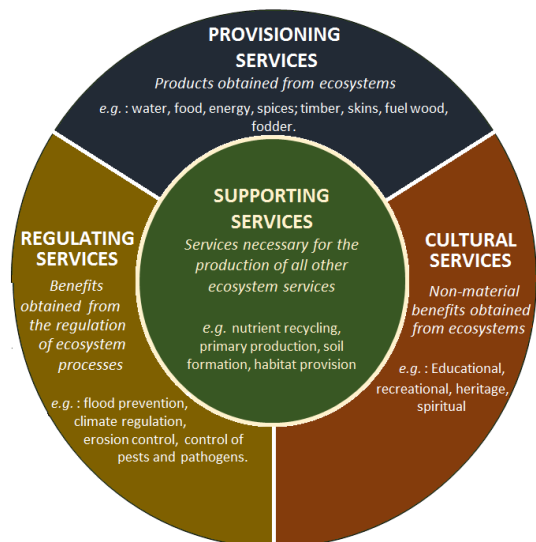 PROVISIONING
SERVICES
Products obtained from ecosystems
e.g. : water, food, energy, spices; timber, skins, fuel wood,
fodder.
SUPPORTING
SERVICES
Services necessary for the
production of all other
ecosystem services
e.g. nutrient recycling,
primary production, soil
formation, habitat provision
REGULATING
SERVICES
Benefits
obtained from
the regulation
of ecosystem
processes
e.g. : flood prevention,
climate regulation,
erosion control, control of
pests and pathogens.
CULTURAL
SERVICES
Non-material
benefits obtained
from ecosystems
e.g. : Educational,
recreational, heritage,
spiritual